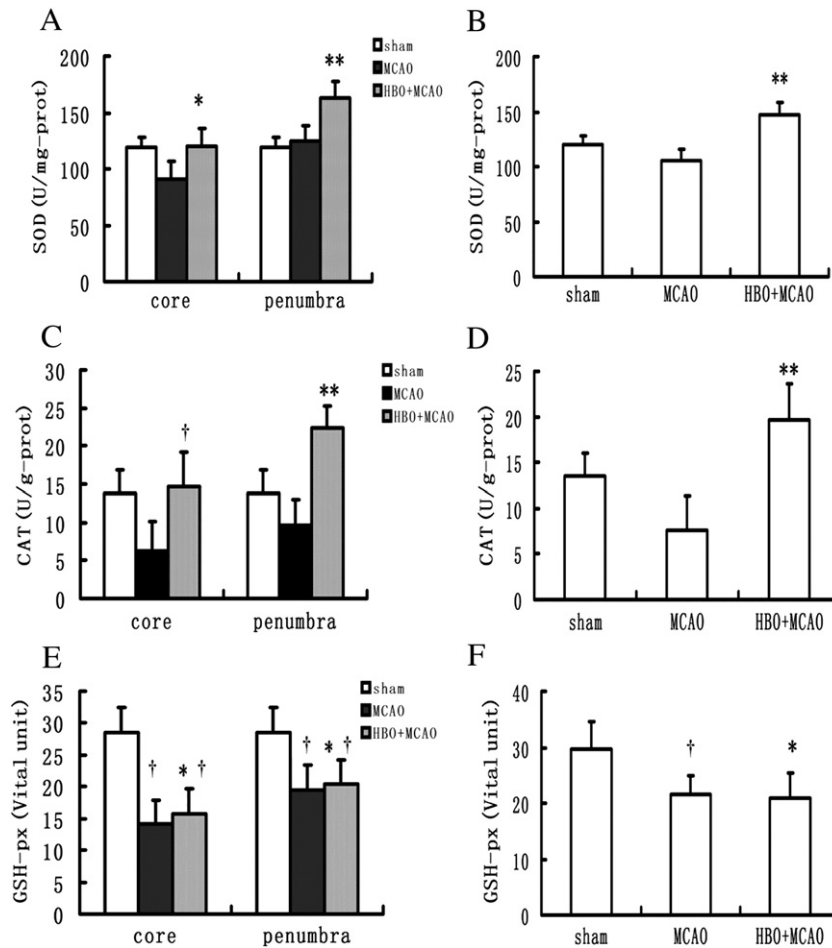 A
sham
MCAO
HBO+MCAO
SOD (U/mg-prot)
200
150
100
50
0
*
**
core
penumbra
B
SOD (U/mg-prot)
200
150
100
50
0
**
sham
MCAO
HBO+MCAO
C
sham
MCAO
HBO+MCAO
CAT (U/g-prot)
30
25
20
15
10
5
0
†
**
core
penumbra
D
CAT (U/g-prot)
25
20
15
10
5
0
**
sham
MCAO
HBO+MCAO
E
sham
MCAO
HBO+MCAO
GSH-px (Vital unit)
35
30
25
20
15
10
5
0
†
* †
†
* †
core
penumbra
F
GSH-px (Vital unit)
40
30
20
10
0
†
*
sham
MCAO
HBO+MCAO